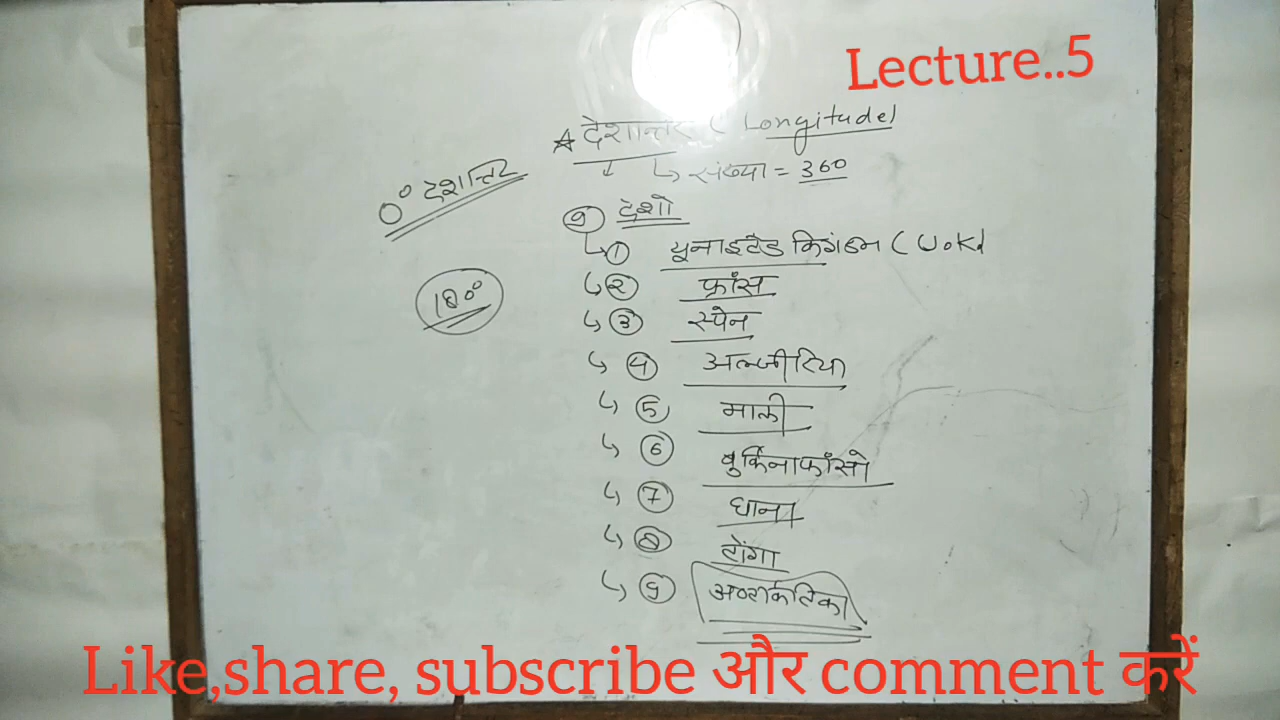 Lecture..5
☆ देशान्तर ( Longitude)
↳ संख्या = 360
0° देशान्तर
9 देशो
↳ 1 यूनाइटेड किंगडम ( U.K)
180°
↳ 2 फ्रांस
↳ 3 स्पेन
↳ 4 अल्जीरिया
↳ 5 माली
↳ 6 बुर्किनाफाँसो
↳ 7 घाना
↳ 8 टोंगा
↳ 9 अण्टार्कटिका
Like,share, subscribe और comment करें